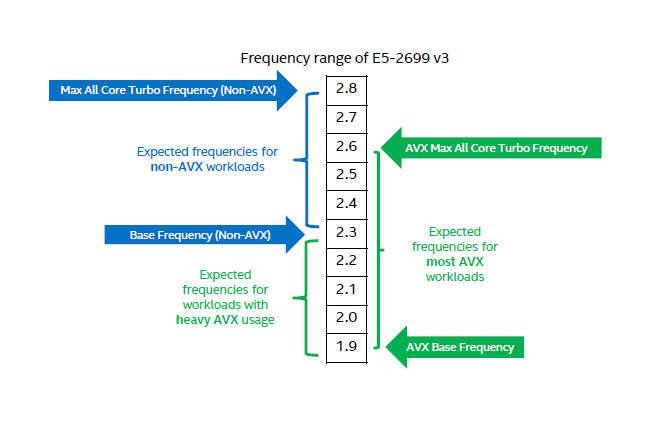 Frequency range of E5-2699 v3
Max All Core Turbo Frequency (Non-AVX)
2.8
2.7
2.6
AVX Max All Core Turbo Frequency
Expected frequencies for
non-AVX workloads
2.5
2.4
Base Frequency (Non-AVX)
2.3
Expected
frequencies for
most AVX
workloads
2.2
Expected
frequencies for
workloads with
heavy AVX usage
2.1
2.0
1.9
AVX Base Frequency